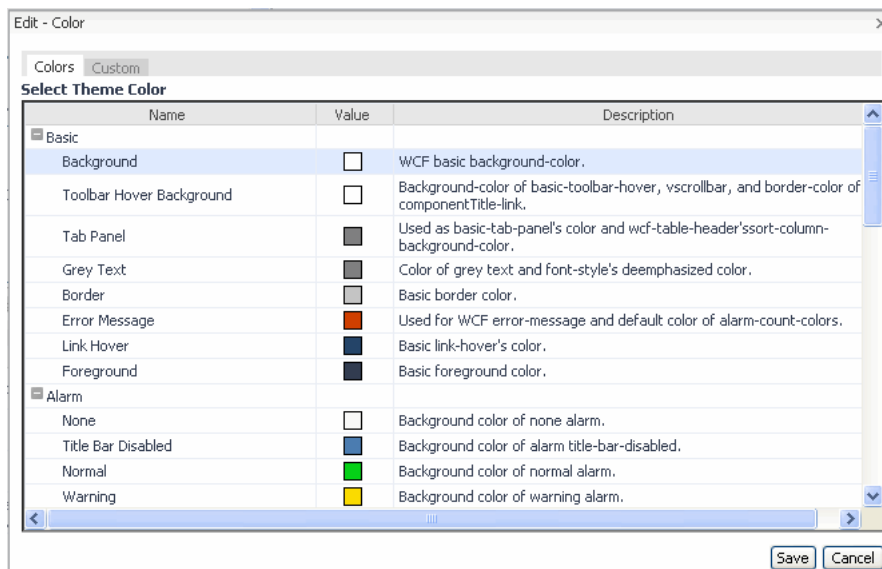 Edit - Color
Colors Custom
Select Theme Color
Name Value Description
Basic
Background WCF basic background-color.
Toolbar Hover Background Background-color of basic-toolbar-hover, vscrollbar, and border-color of
componentTitle-link.
Tab Panel Used as basic-tab-panel's color and wcf-table-header'ssort-column-
background-color.
Grey Text Color of grey text and font-style's deemphasized color.
Border Basic border color.
Error Message Used for WCF error-message and default color of alarm-count-colors.
Link Hover Basic link-hover's color.
Foreground Basic foreground color.
Alarm
None Background color of none alarm.
Title Bar Disabled Background color of alarm title-bar-disabled.
Normal Background color of normal alarm.
Warning Background color of warning alarm.
Save Cancel